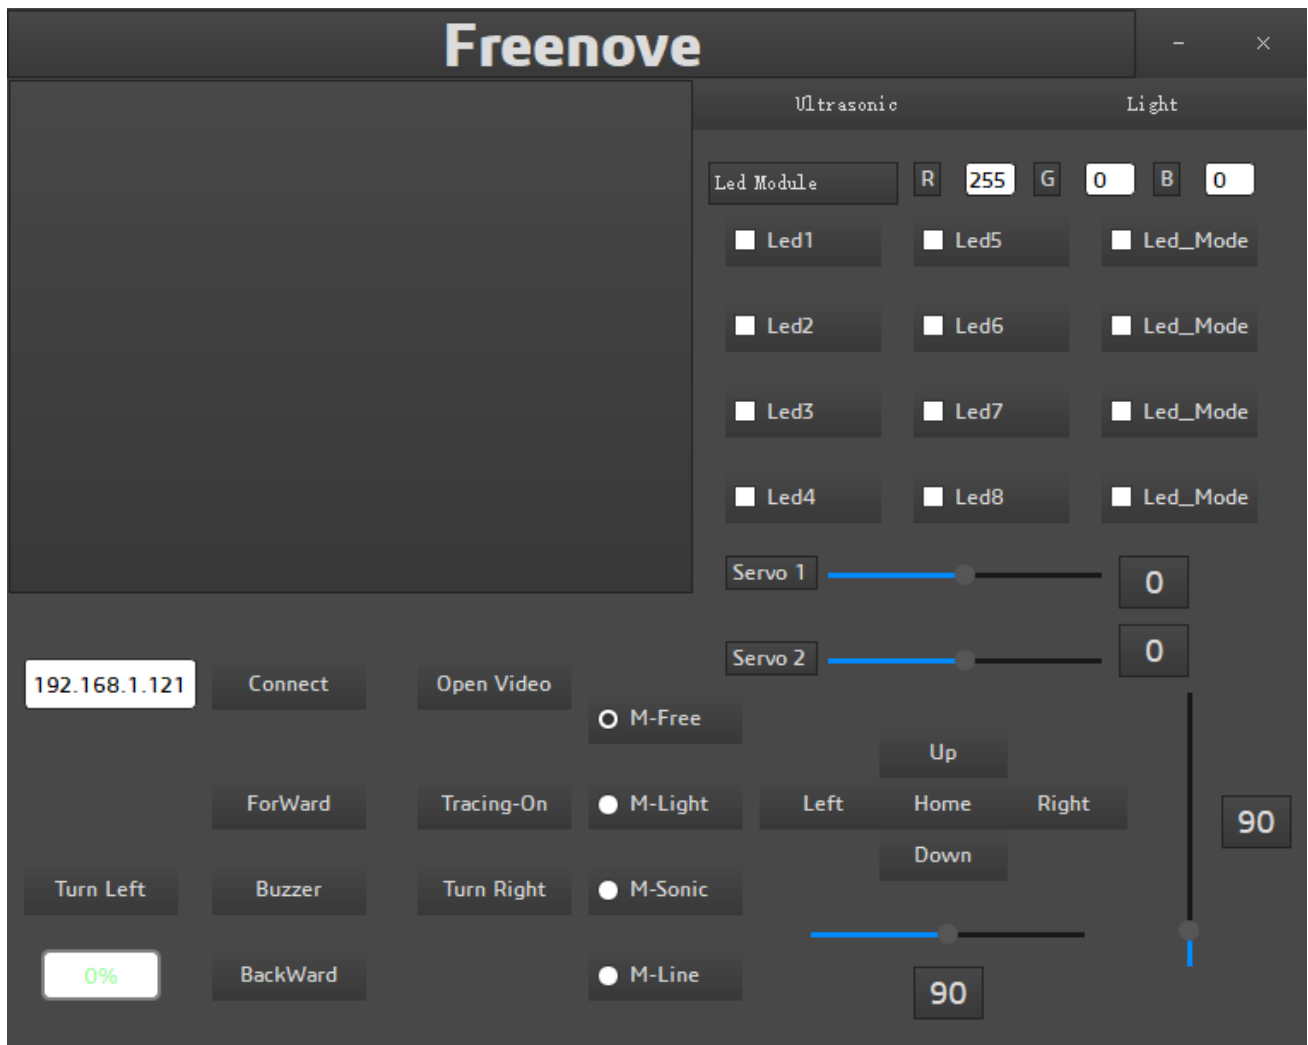 Freenove
Ultrasonic Light
Led Module R 255 G 0 B 0
Led1 Led5 Led_Mode
Led2 Led6 Led_Mode
Led3 Led7 Led_Mode
Led4 Led8 Led_Mode
Servo 1 0
Servo 2 0
192.168.1.121 Connect Open Video
M-Free
Up
ForWard Tracing-On M-Light Left Home Right
90
Down
Turn Left Buzzer Turn Right M-Sonic
0% BackWard M-Line
90